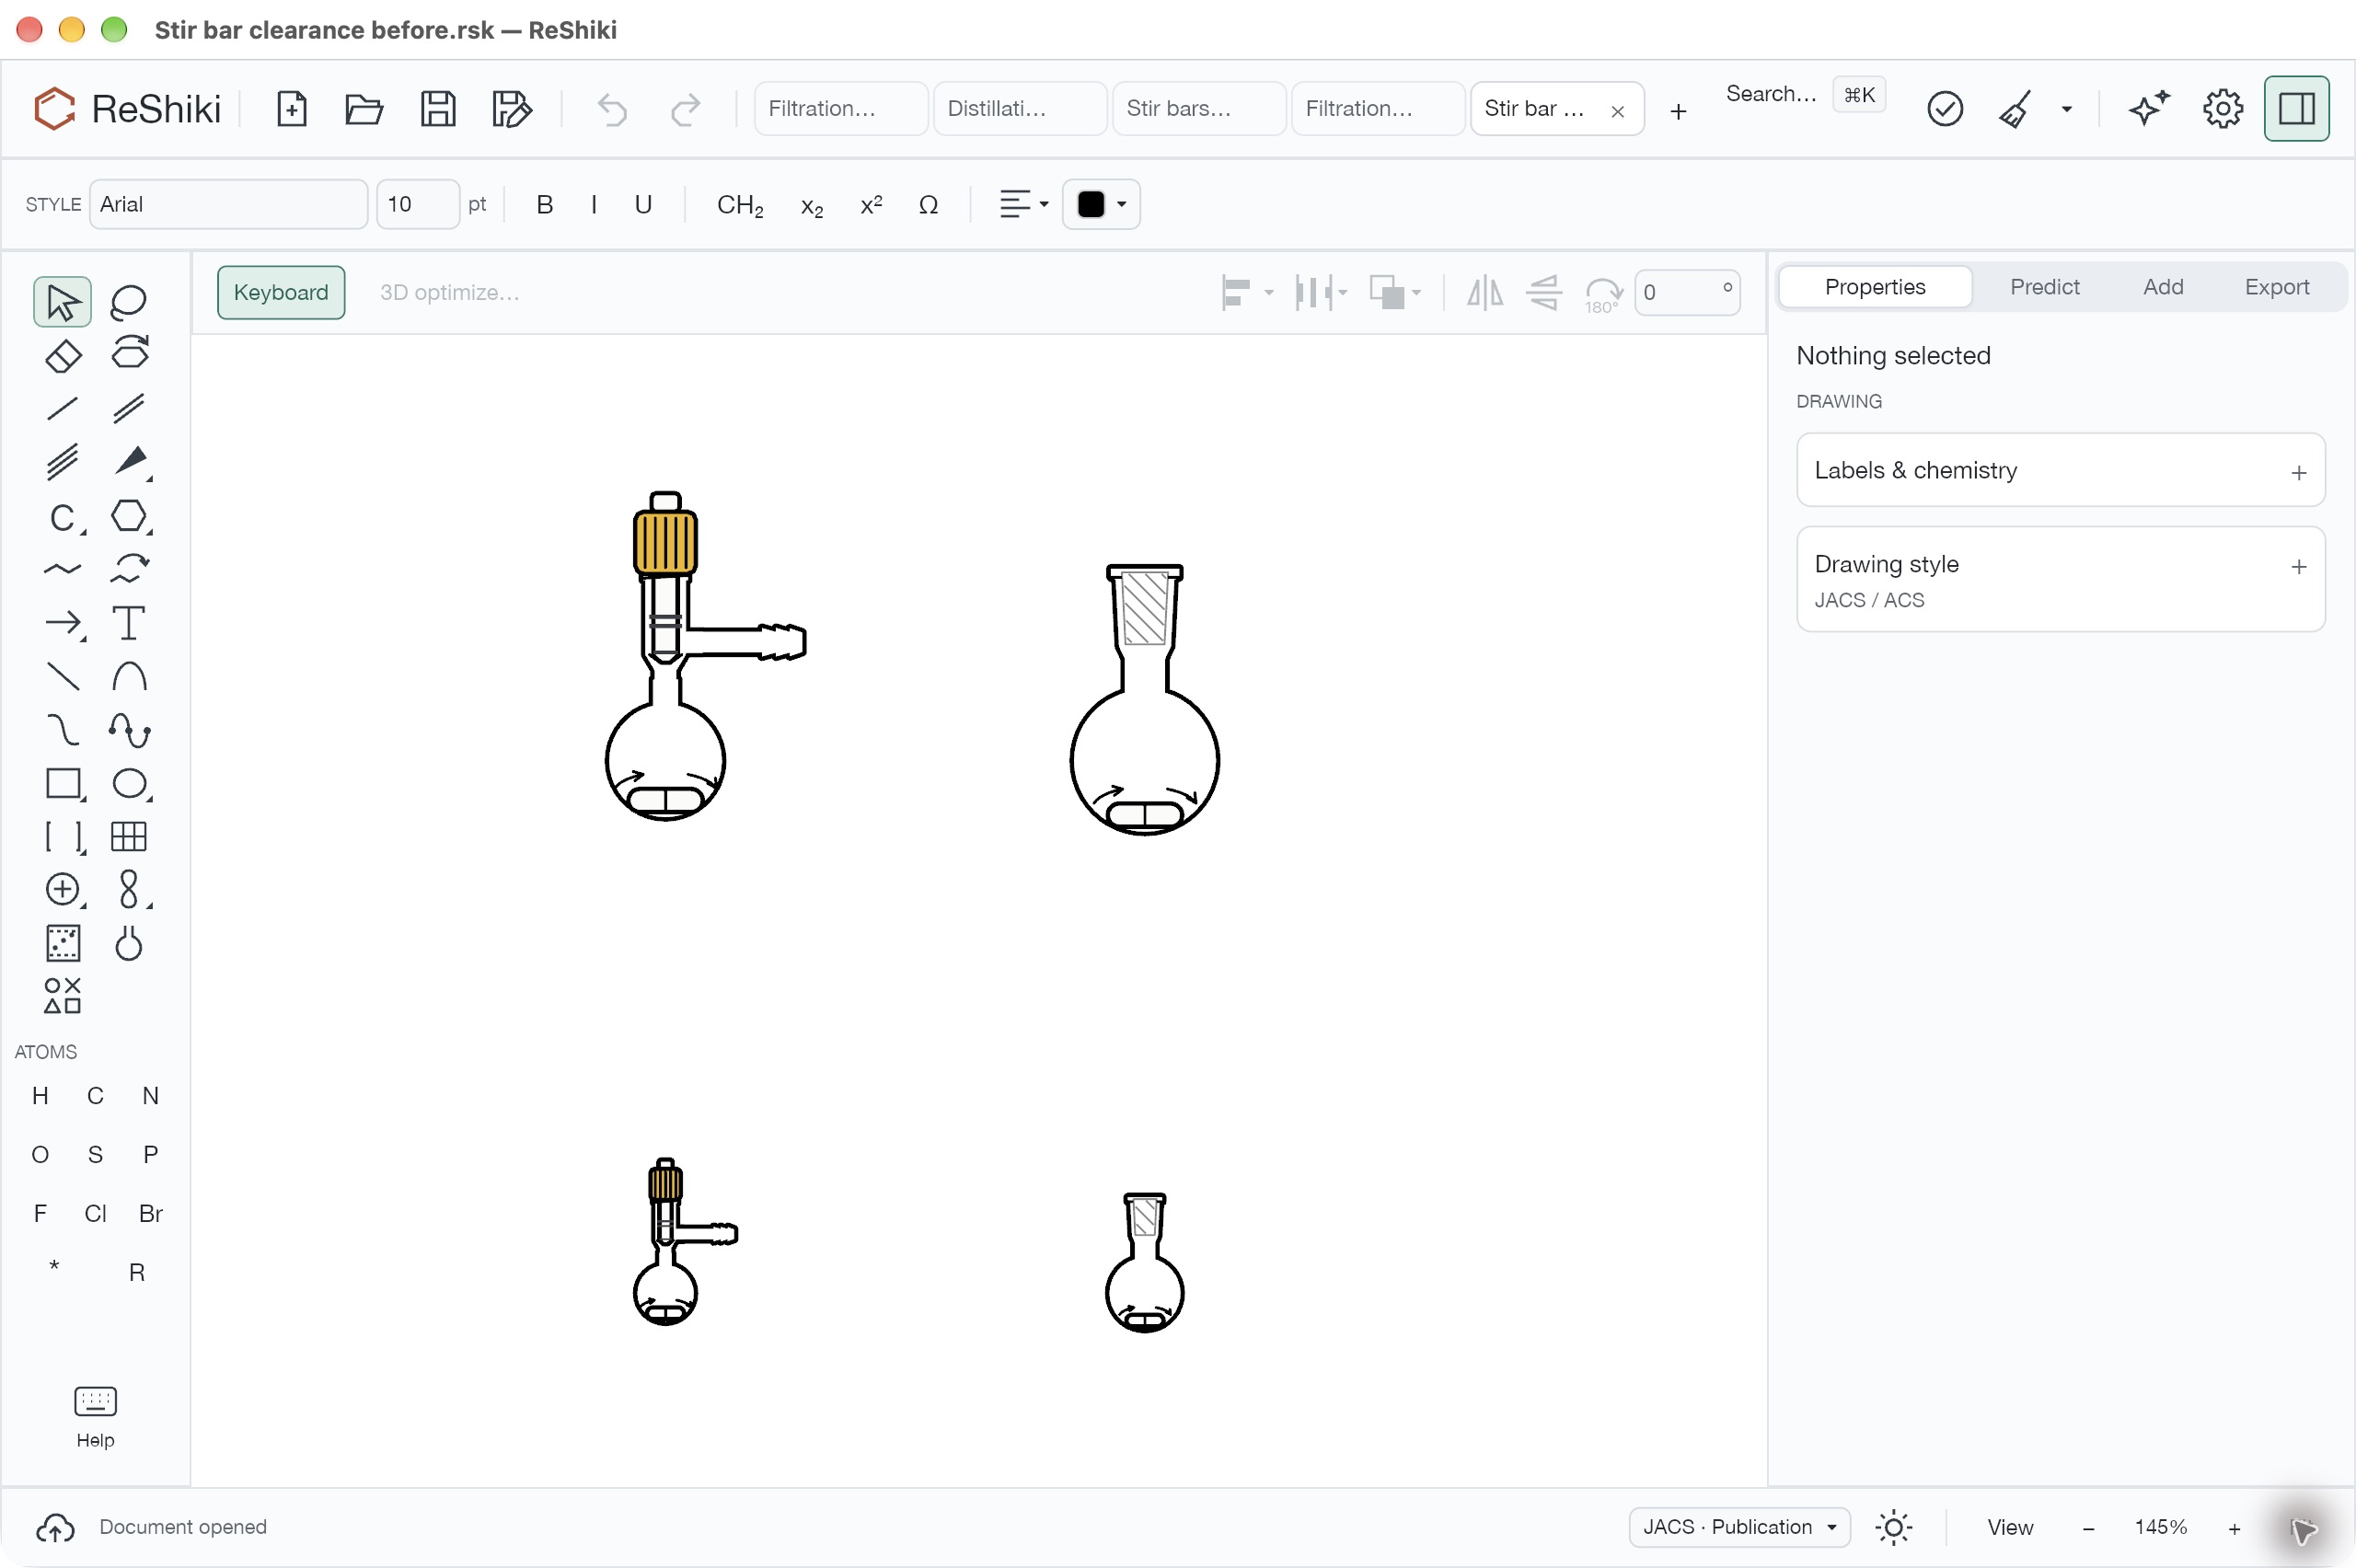 Stir bar clearance before.rsk — ReShiki
ReShiki
Filtration...
Distillati...
Stir bars...
Filtration...
Stir bar ...
Search...
⌘K
STYLE
Arial
10
pt
B
I
U
CH₂
x₂
x²
Ω
Keyboard
3D optimize...
180°
0
°
Properties
Predict
Add
Export
Nothing selected
DRAWING
Labels & chemistry
+
Drawing style
+
JACS / ACS
C
T
ATOMS
H C N
O S P
F Cl Br
* R
Help
Document opened
JACS · Publication
View
–
145%
+